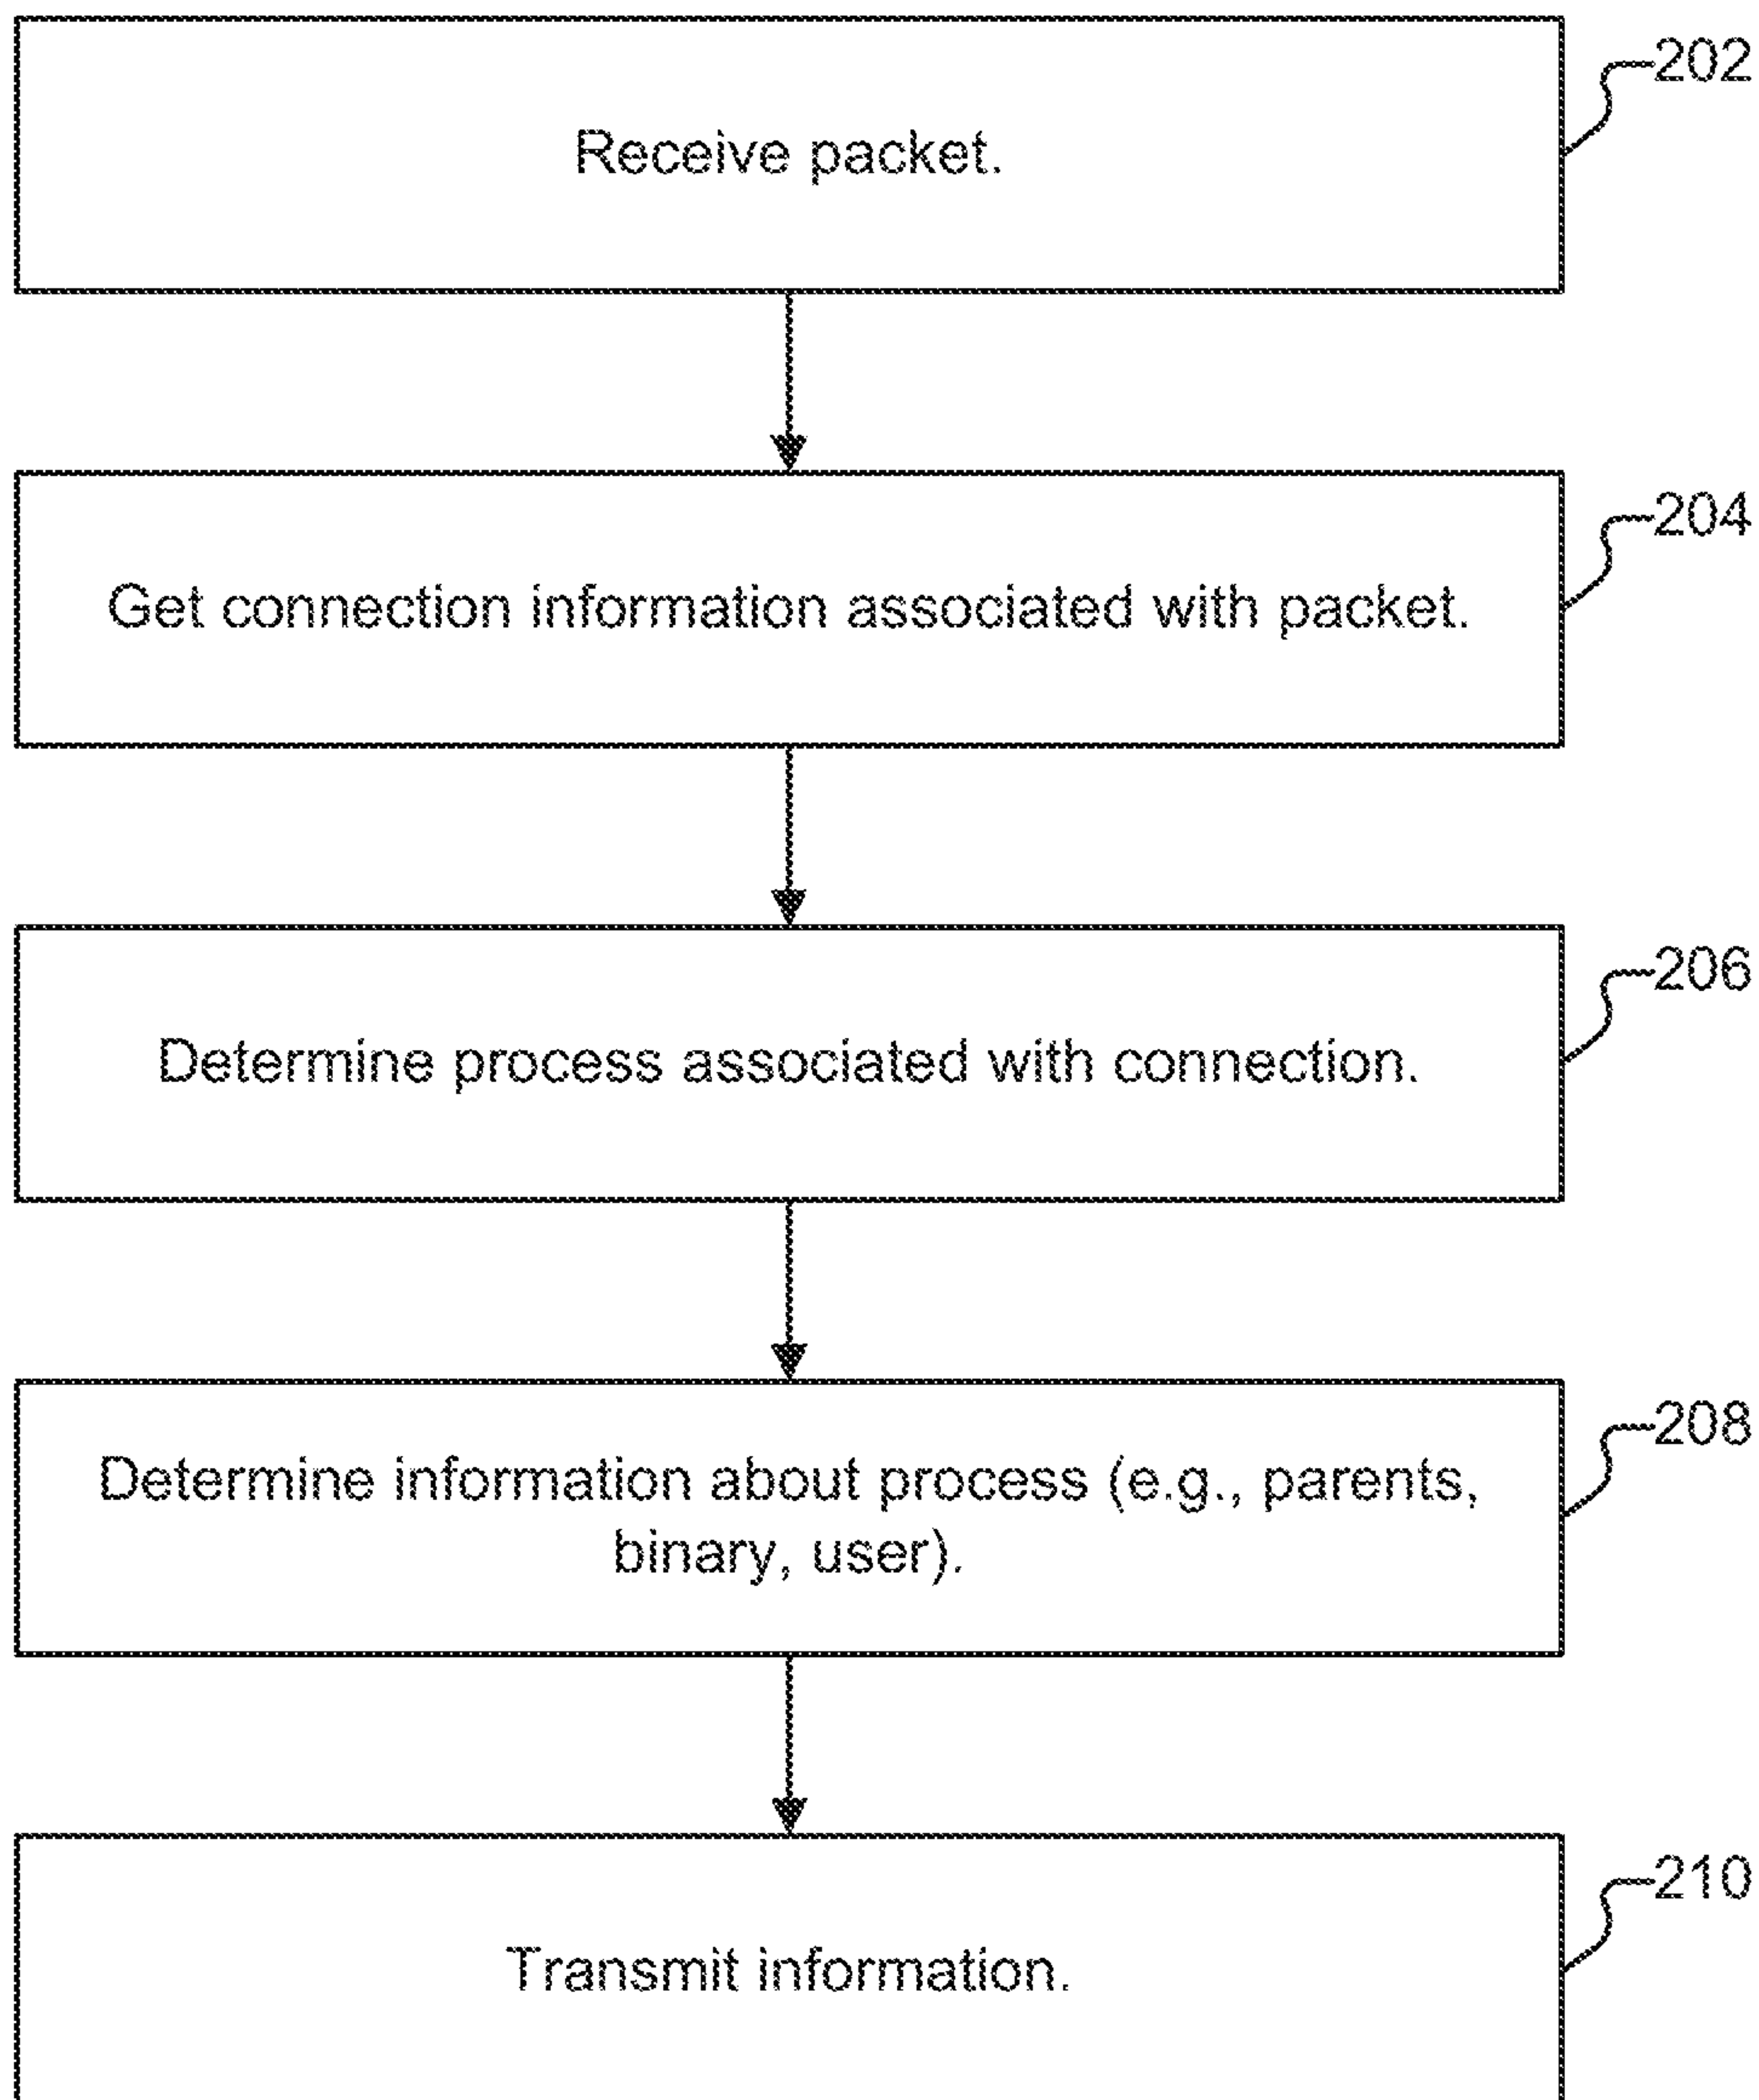 202
Receive packet.
204
Get connection information associated with packet.
206
Determine process associated with connection.
208
Determine information about process (e.g., parents,
binary, user).
210
Transmit information.